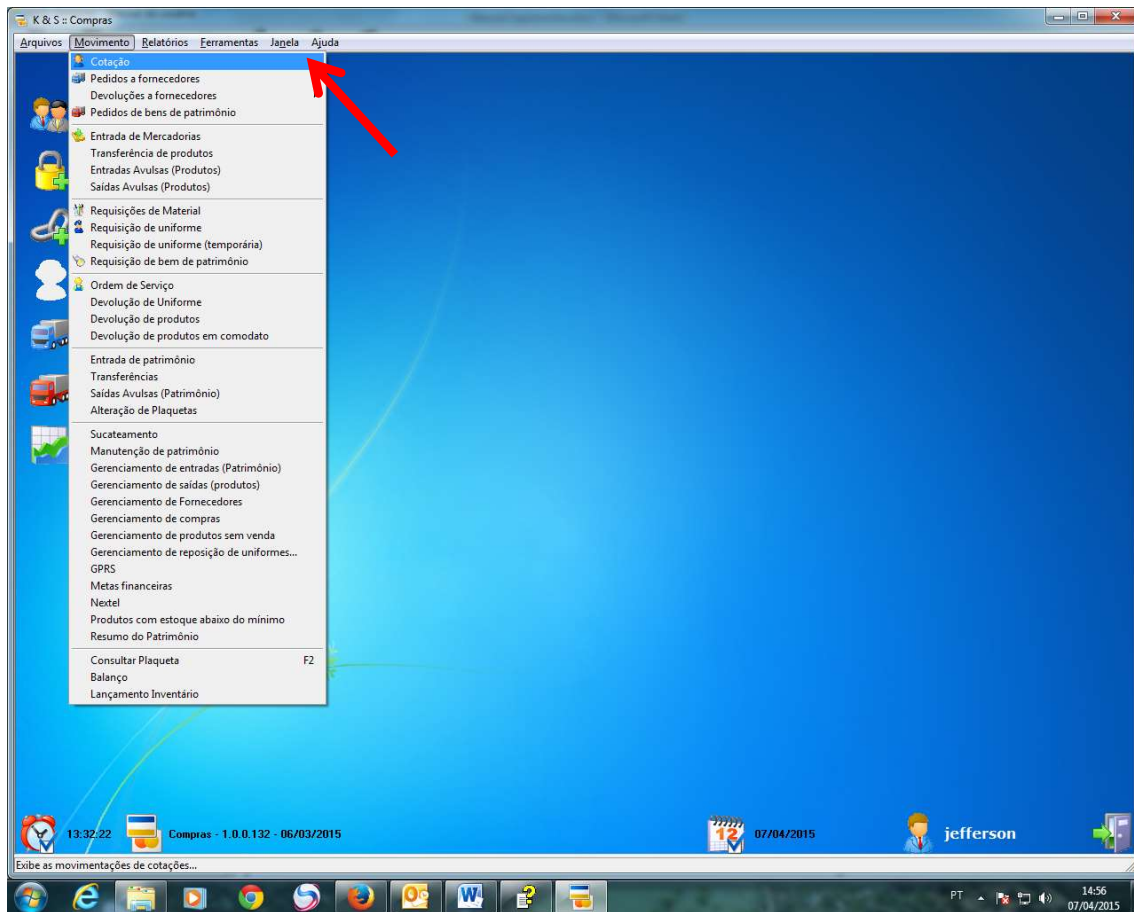 K & S :: Compras
Arquivos Movimento Relatórios Ferramentas Janela Ajuda
Cotação
Pedidos a fornecedores
Devoluções a fornecedores
Pedidos de bens de patrimônio
Entrada de Mercadorias
Transferência de produtos
Entradas Avulsas (Produtos)
Saídas Avulsas (Produtos)
Requisições de Material
Requisição de uniforme
Requisição de uniforme (temporária)
Requisição de bem de patrimônio
Ordem de Serviço
Devolução de Uniforme
Devolução de produtos
Devolução de produtos em comodato
Entrada de patrimônio
Transferências
Saídas Avulsas (Patrimônio)
Alteração de Plaquetas
Sucateamento
Manutenção de patrimônio
Gerenciamento de entradas (Patrimônio)
Gerenciamento de saídas (produtos)
Gerenciamento de Fornecedores
Gerenciamento de compras
Gerenciamento de produtos sem venda
Gerenciamento de reposição de uniformes...
GPRS
Metas financeiras
Nextel
Produtos com estoque abaixo do mínimo
Resumo do Patrimônio
Consultar Plaqueta F2
Balanço
Lançamento Inventário
13:32:22 Compras - 1.0.0.132 - 06/03/2015 12 07/04/2015 jefferson
Exibe as movimentações de cotações...
PT 14:56
07/04/2015